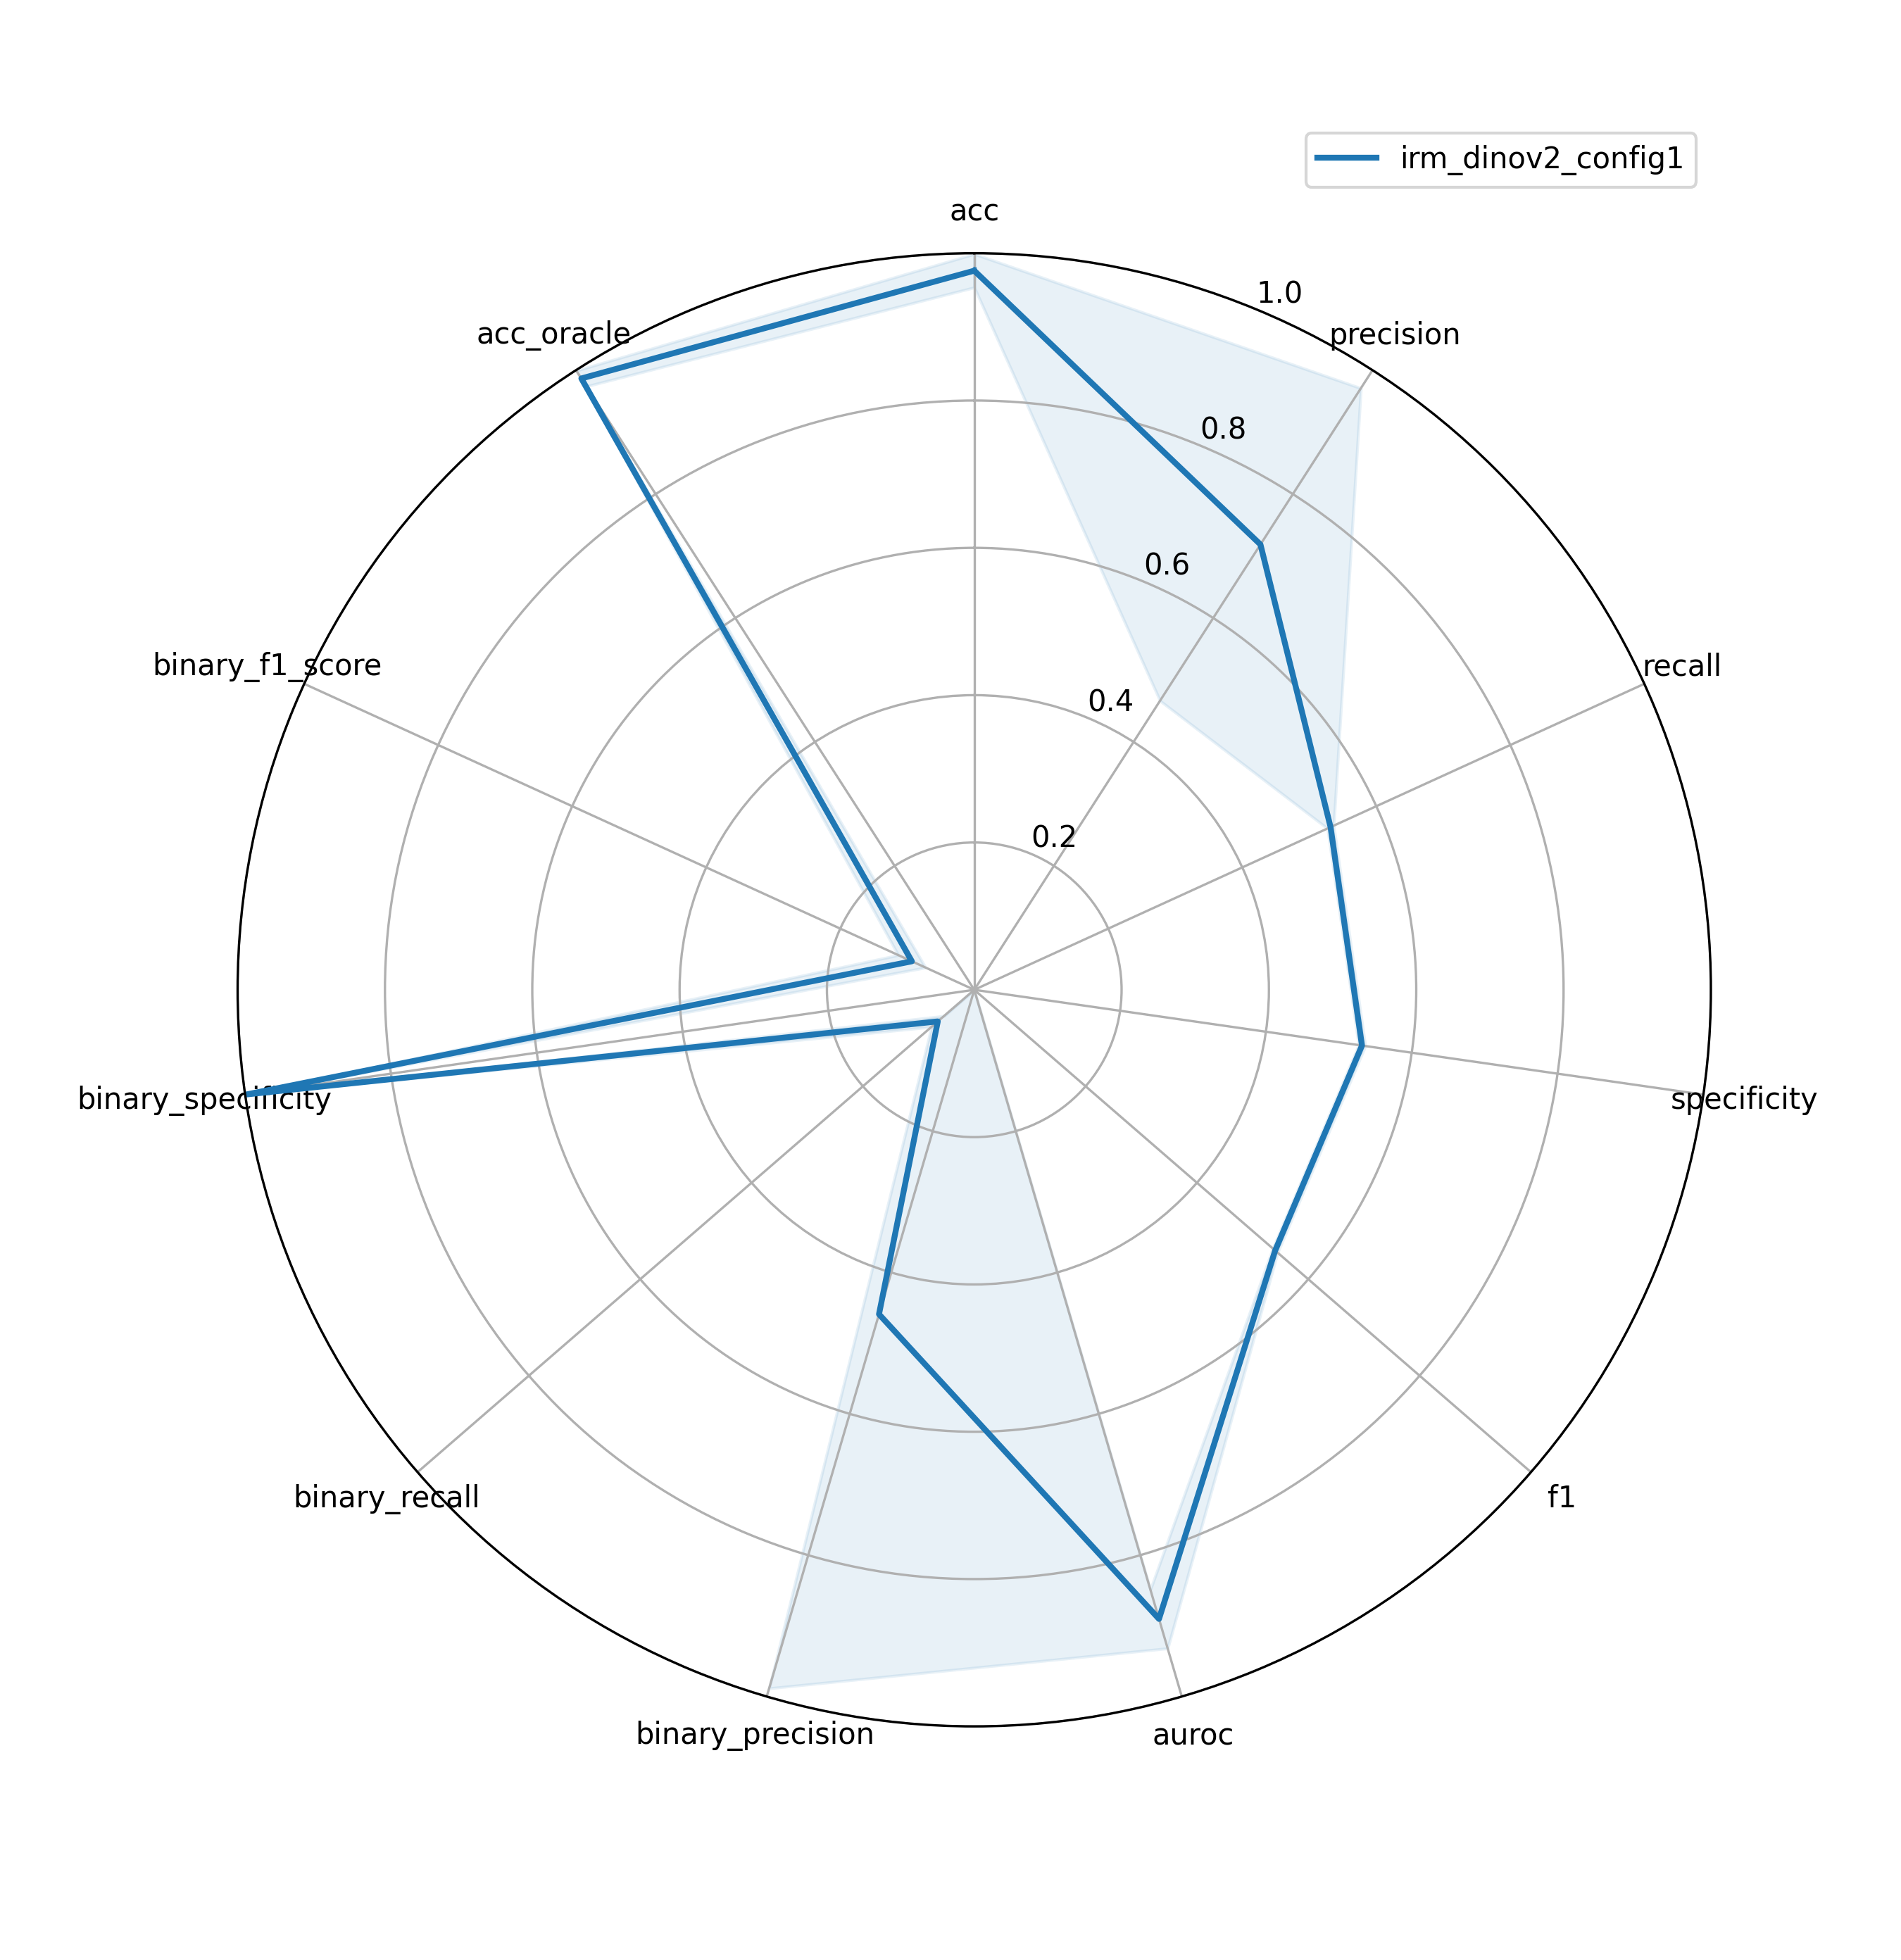 irm_dinov2_config1
acc
1.0
precision
acc_oracle
0.8
0.6
recall
binary_f1_score
0.4
0.2
specificity
binary_specificity
f1
binary_recall
auroc
binary_precision